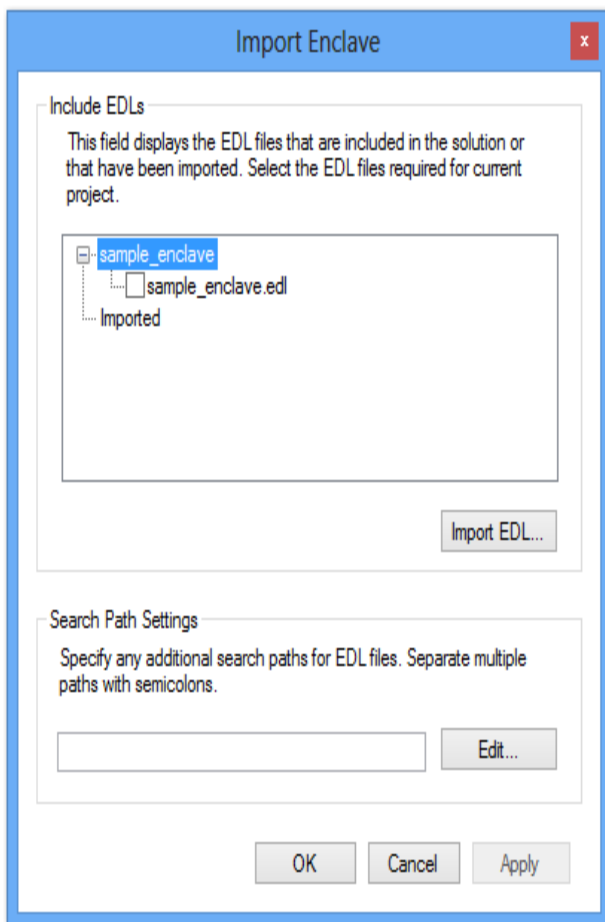 Import Enclave
x
Include EDLs
This field displays the EDL files that are included in the solution or
that have been imported. Select the EDL files required for current
project.
sample_enclave
sample_enclave.edl
Imported
Import EDL...
Search Path Settings
Specify any additional search paths for EDL files. Separate multiple
paths with semicolons.
Edit...
OK Cancel Apply